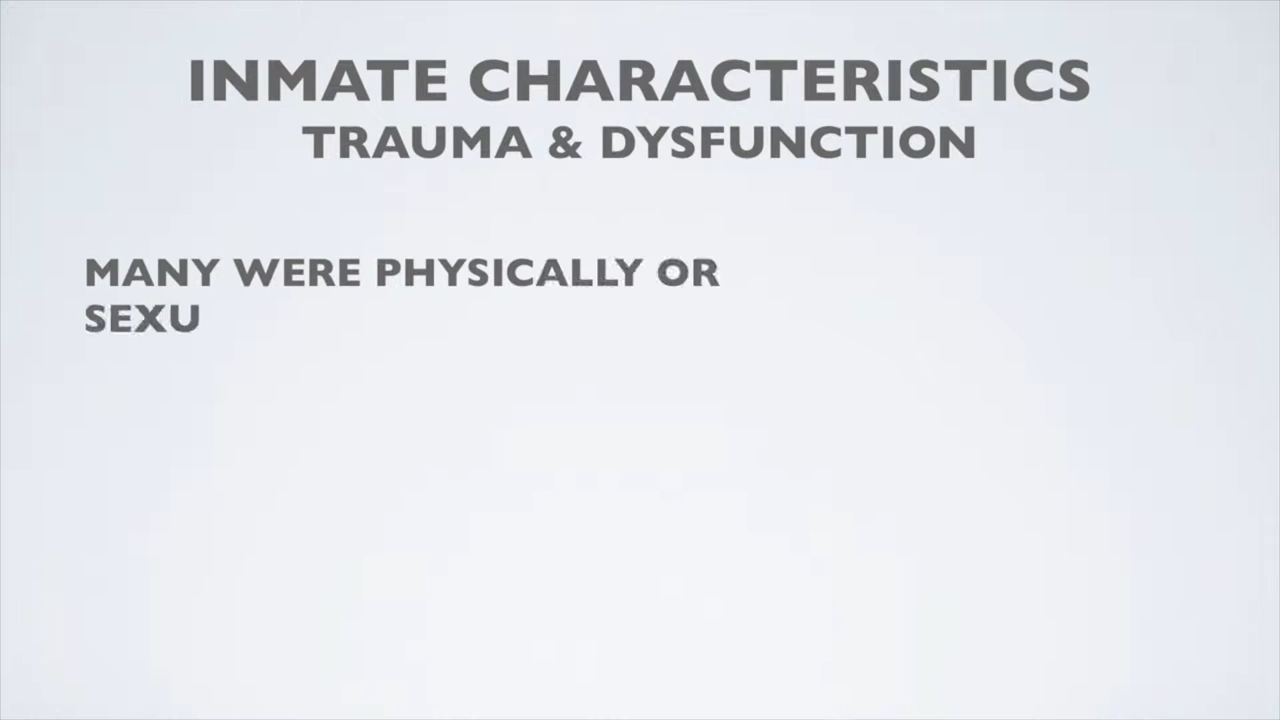 INMATE CHARACTERISTICS
TRAUMA & DYSFUNCTION
MANY WERE PHYSICALLY OR
SEXU